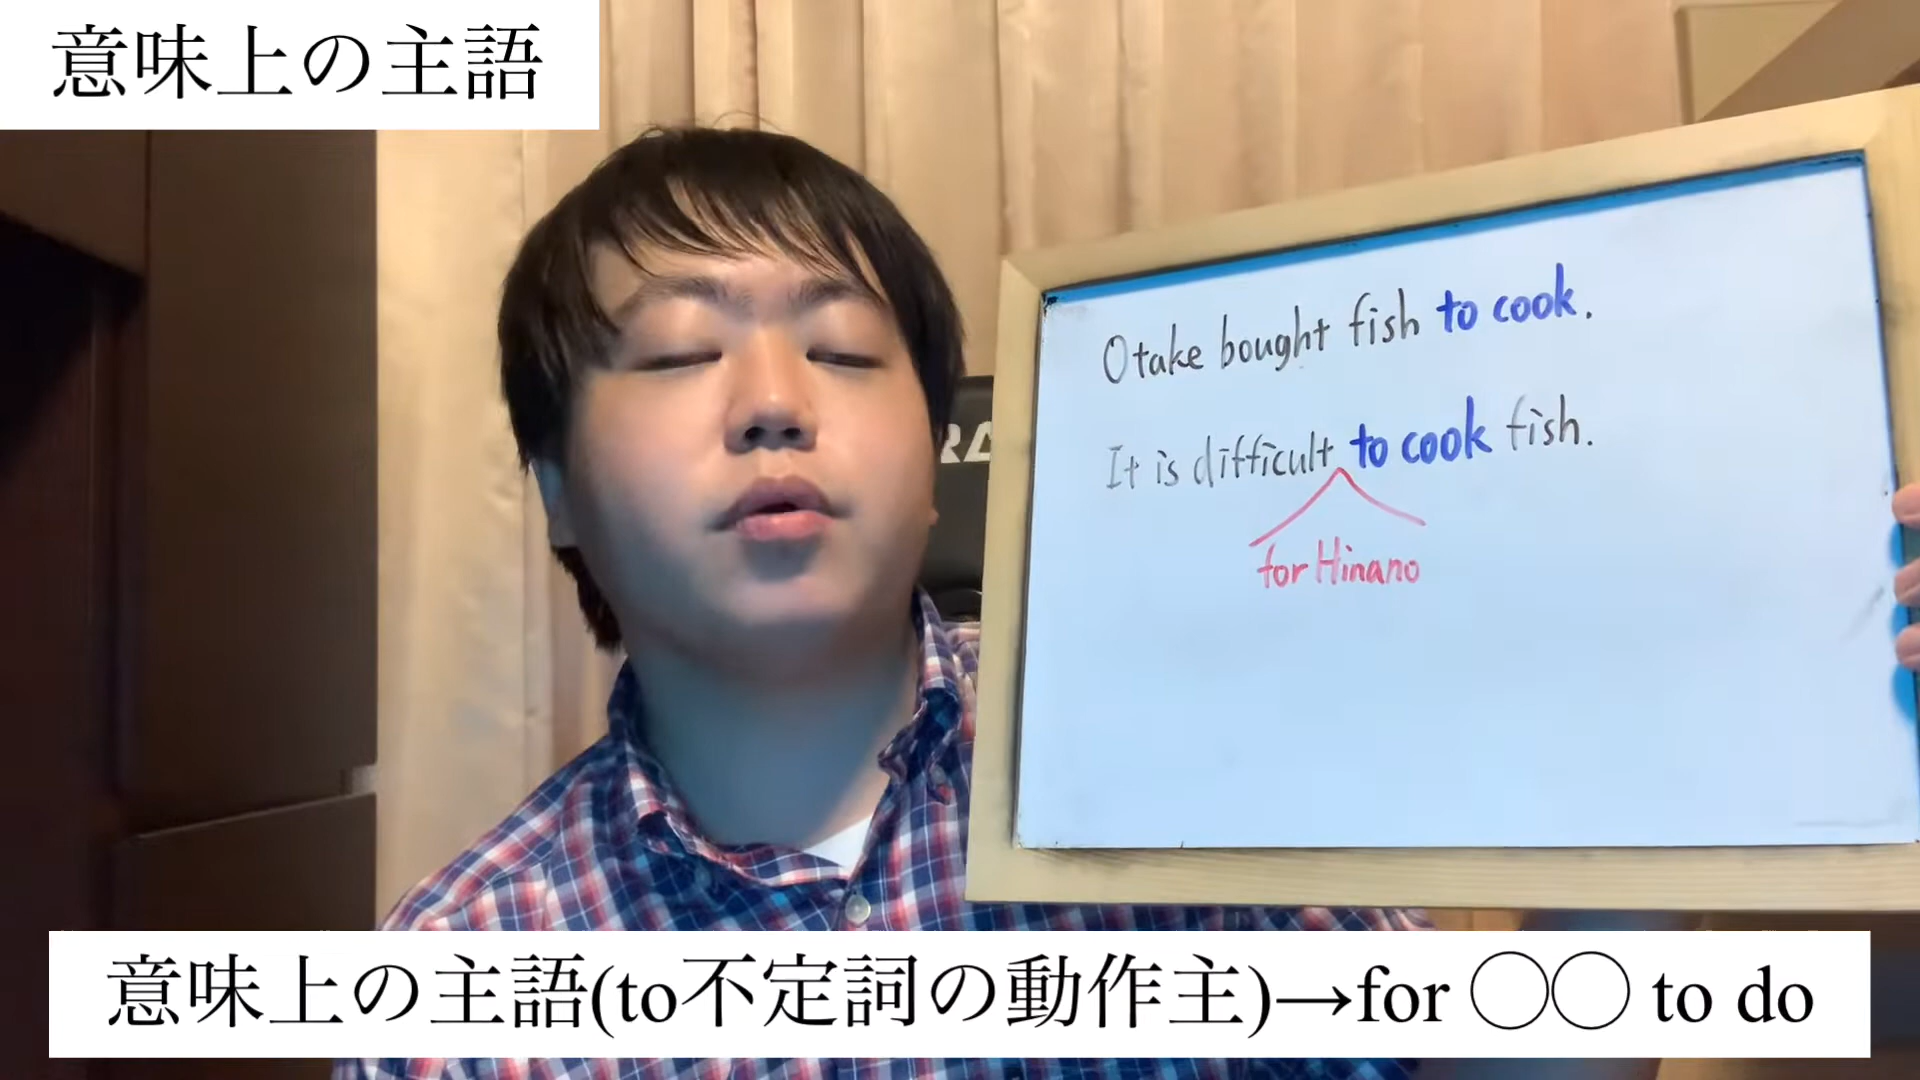 意味上の主語
Otake bought fish to cook.
It is difficult to cook fish.
for Hinano
意味上の主語(to不定詞の動作主)→for ◯◯ to do